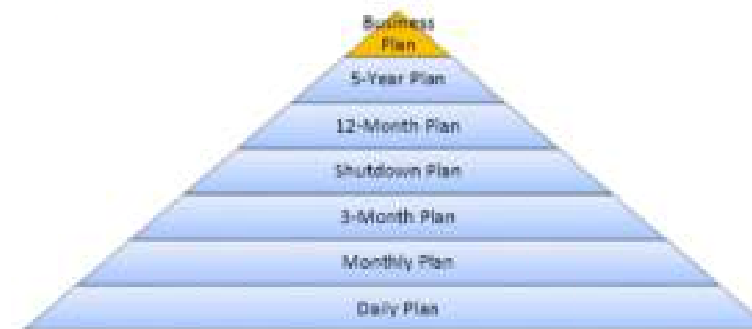 Business
Plan
5-Year Plan
12-Month Plan
Shutdown Plan
3-Month Plan
Monthly Plan
Daily Plan